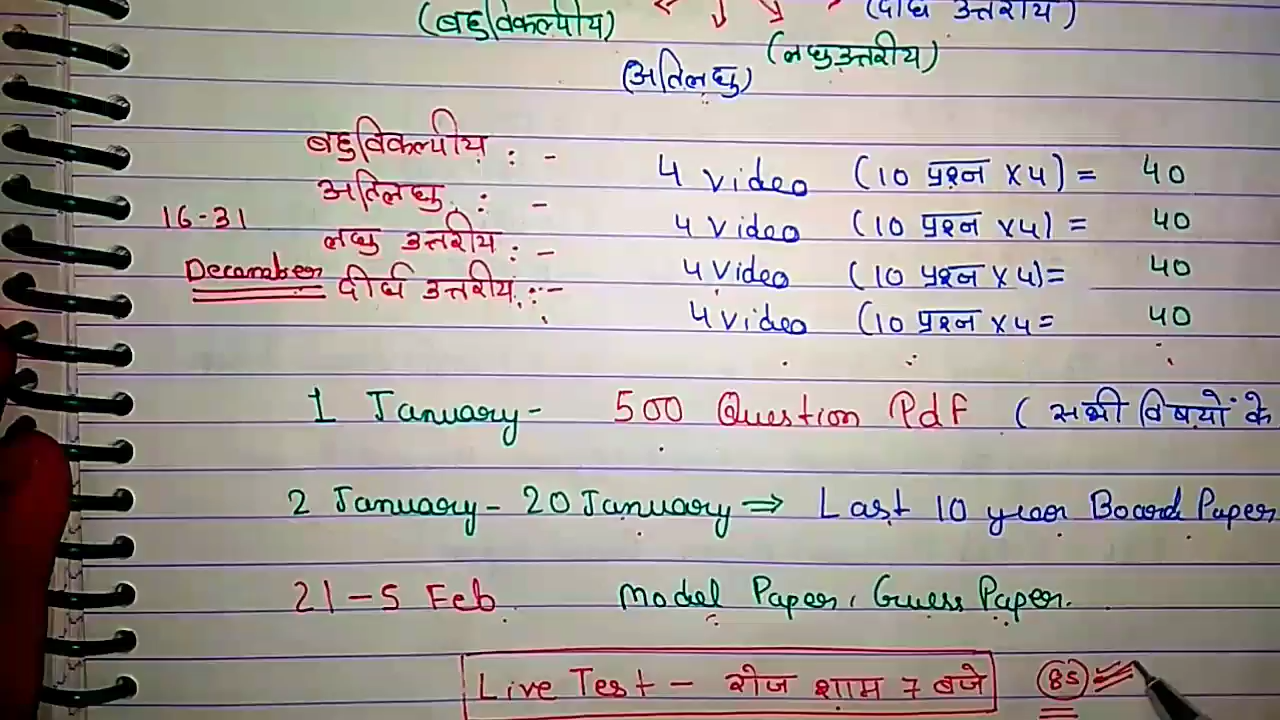 (बहुविकल्पीय) (दीर्घ उत्तरीय)
(लघुउत्तरीय)
(अतिलघु)
बहुविकल्पीय : - 4 video (10 प्रश्न x4) = 40
अतिलघु : - 4 video (10 प्रश्न x4) = 40
16-31
लघु उत्तरीय : - 4 video (10 प्रश्न x4)= 40
December दीर्घ उत्तरीय : - 4 video (10 प्रश्न x4 = 40
1 January - 500 Question Pdf ( सभी विषयों के
2 January - 20 January ⇒ Last 10 year Board Paper
21-5 Feb Model Paper, Guess Paper.
Live Test - रोज शाम 7 बजे 85